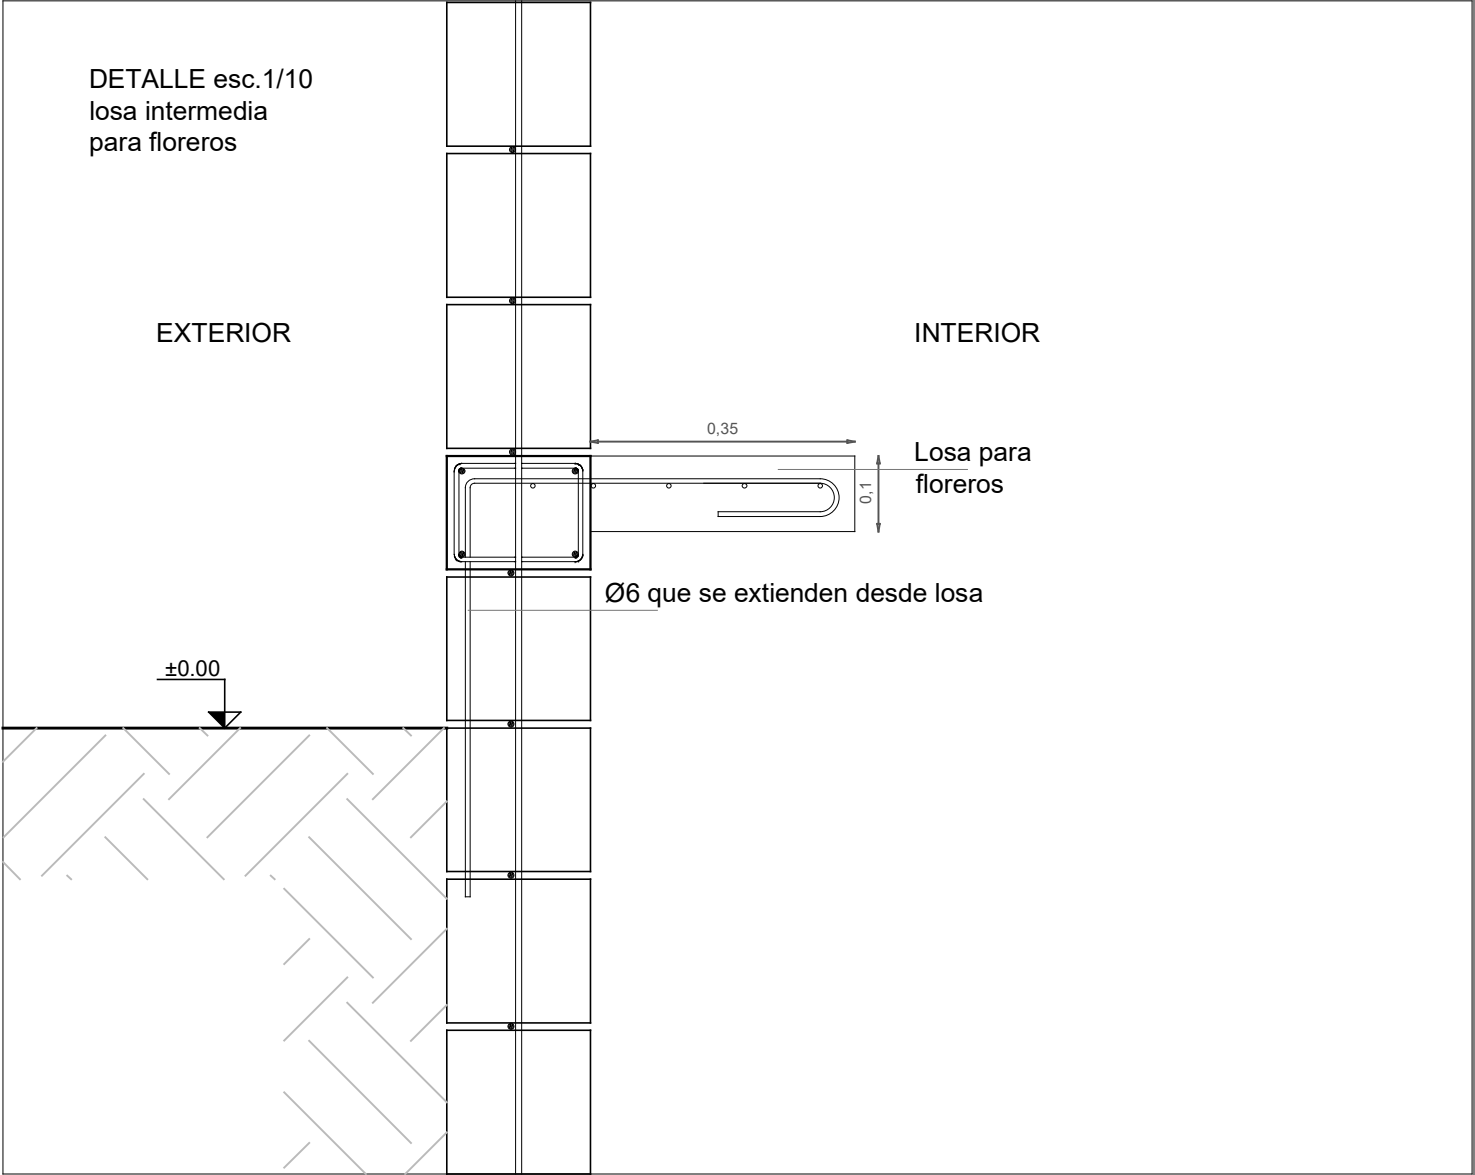 DETALLE esc.1/10
losa intermedia
para floreros
EXTERIOR
INTERIOR
0,35
Losa para
floreros
0,1
Ø6 que se extienden desde losa
±0.00